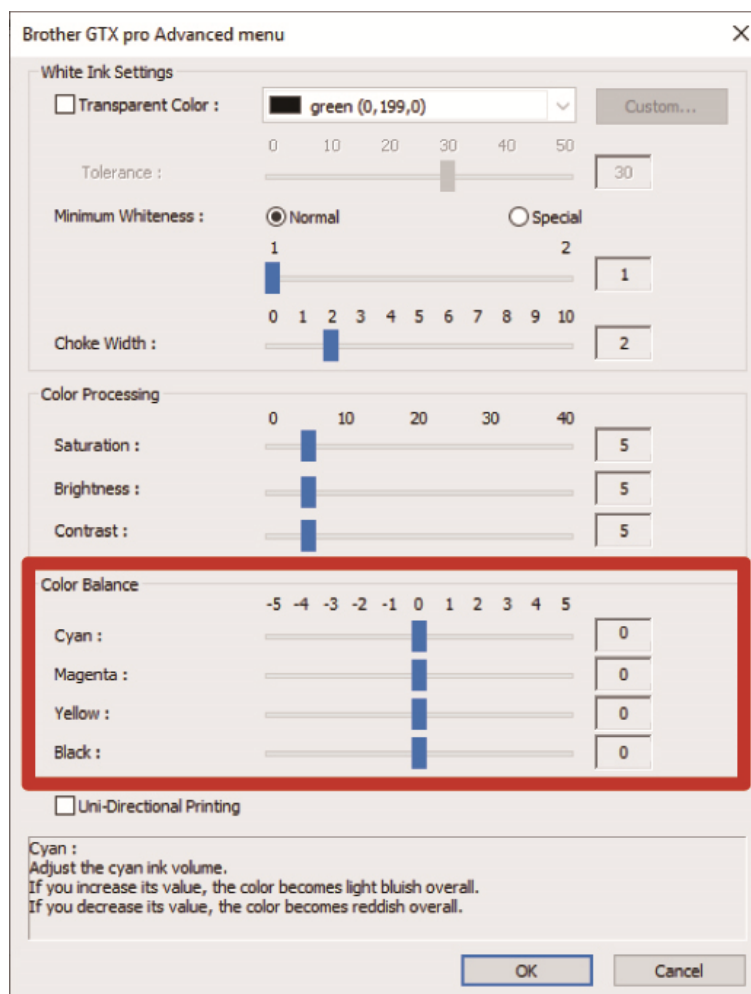 Brother GTX pro Advanced menu
White Ink Settings
Transparent Color : green (0,199,0) Custom...
0 10 20 30 40 50
Tolerance : 30
Minimum Whiteness : Normal Special
1 2
1
0 1 2 3 4 5 6 7 8 9 10
Choke Width : 2
Color Processing
0 10 20 30 40
Saturation : 5
Brightness : 5
Contrast : 5
Color Balance
-5 -4 -3 -2 -1 0 1 2 3 4 5
Cyan : 0
Magenta : 0
Yellow : 0
Black : 0
Uni-Directional Printing
Cyan :
Adjust the cyan ink volume.
If you increase its value, the color becomes light bluish overall.
If you decrease its value, the color becomes reddish overall.
OK Cancel